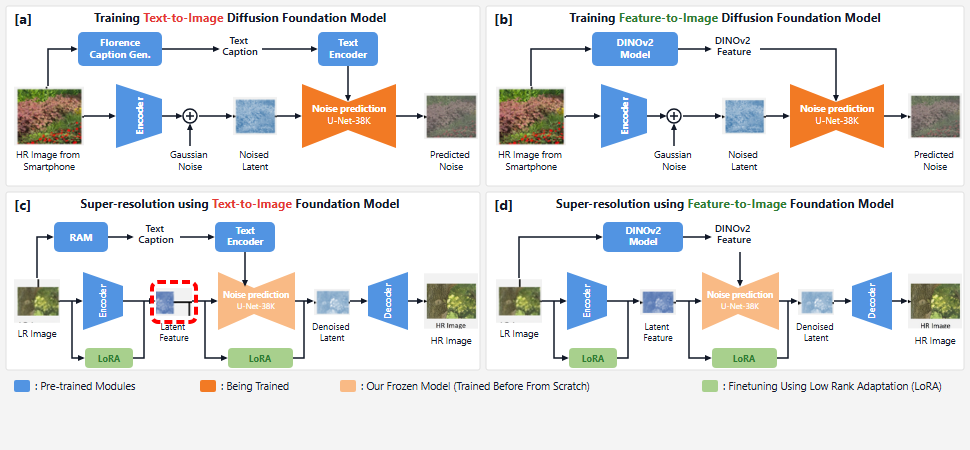 [a] Training Text-to-Image Diffusion Foundation Model
Florence
Caption Gen.
Text
Caption
Text
Encoder
Encoder
Noise prediction
U-Net-38K
HR Image from
Smartphone
Gaussian
Noise
Noised
Latent
Predicted
Noise
[b] Training Feature-to-Image Diffusion Foundation Model
DINOv2
Model
DINOv2
Feature
Encoder
Noise prediction
U-Net-38K
HR Image from
Smartphone
Gaussian
Noise
Noised
Latent
Predicted
Noise
[c] Super-resolution using Text-to-Image Foundation Model
RAM
Text
Caption
Text
Encoder
Encoder
Noise prediction
U-Net-38K
Decoder
LR Image
Latent
Feature
Denoised
Latent
HR Image
HR Image
LoRA
LoRA
[d] Super-resolution using Feature-to-Image Foundation Model
DINOv2
Model
DINOv2
Feature
Encoder
Noise prediction
U-Net-38K
Decoder
LR Image
Latent
Feature
Denoised
Latent
HR Image
HR Image
LoRA
LoRA
: Pre-trained Modules
: Being Trained
: Our Frozen Model (Trained Before From Scratch)
: Finetuning Using Low Rank Adaptation (LoRA)